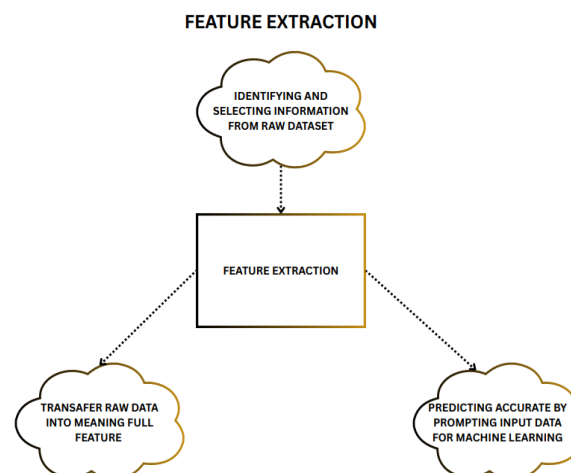 FEATURE EXTRACTION
IDENTIFYING AND
SELECTING INFORMATION
FROM RAW DATASET
FEATURE EXTRACTION
TRANSAFER RAW DATA
INTO MEANING FULL
FEATURE
PREDICTING ACCURATE BY
PROMPTING INPUT DATA
FOR MACHINE LEARNING